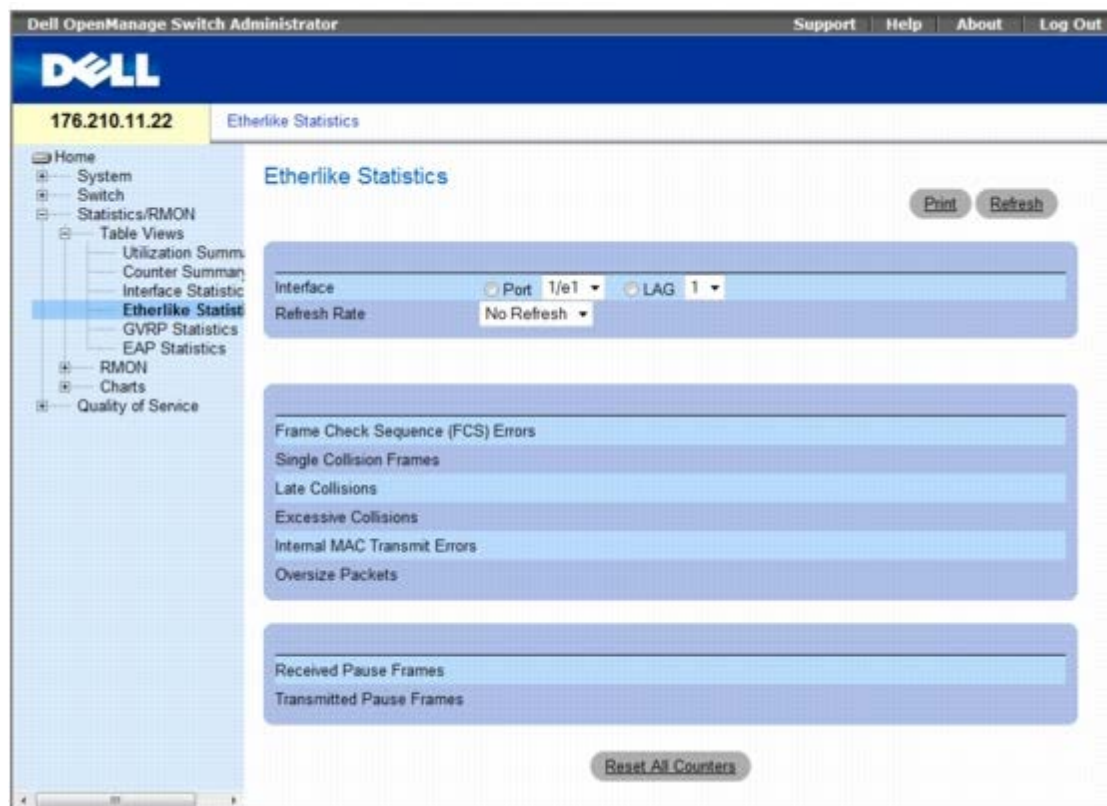 Dell OpenManage Switch Administrator
Support Help About Log Out
DELL
176.210.11.22
Etherlike Statistics
Home
System
Switch
Statistics/RMON
Table Views
Utilization Summ
Counter Summary
Interface Statistic
Etherlike Statist
GVRP Statistics
EAP Statistics
RMON
Charts
Quality of Service
Etherlike Statistics
Print Refresh
Interface Port 1/e1 LAG 1
Refresh Rate No Refresh
Frame Check Sequence (FCS) Errors
Single Collision Frames
Late Collisions
Excessive Collisions
Internal MAC Transmit Errors
Oversize Packets
Received Pause Frames
Transmitted Pause Frames
Reset All Counters